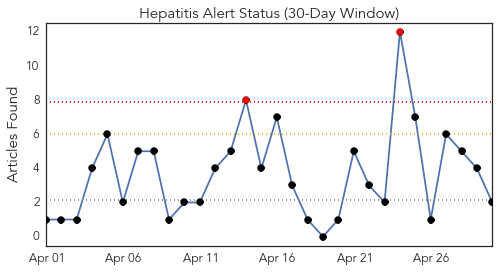 Hepatitis Alert Status (30-Day Window)
Articles Found
12
10
8
6
4
2
0
Apr 01 Apr 06 Apr 11 Apr 16 Apr 21 Apr 26